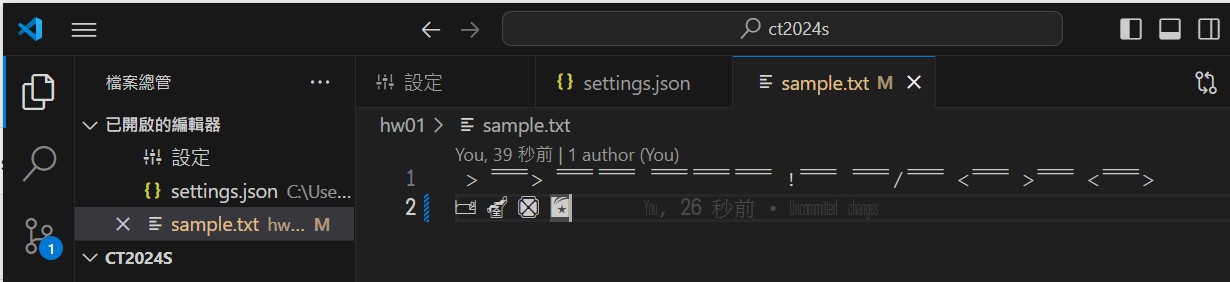 ct2024s
檔案總管
設定
settings.json
sample.txt M
已開啟的編輯器
hw01 > sample.txt
設定
You, 39 秒前 | 1 author (You)
settings.json C:\Use...
1
sample.txt hw... M
2 You, 26 秒前 • Uncommitted changes
1
CT2024S